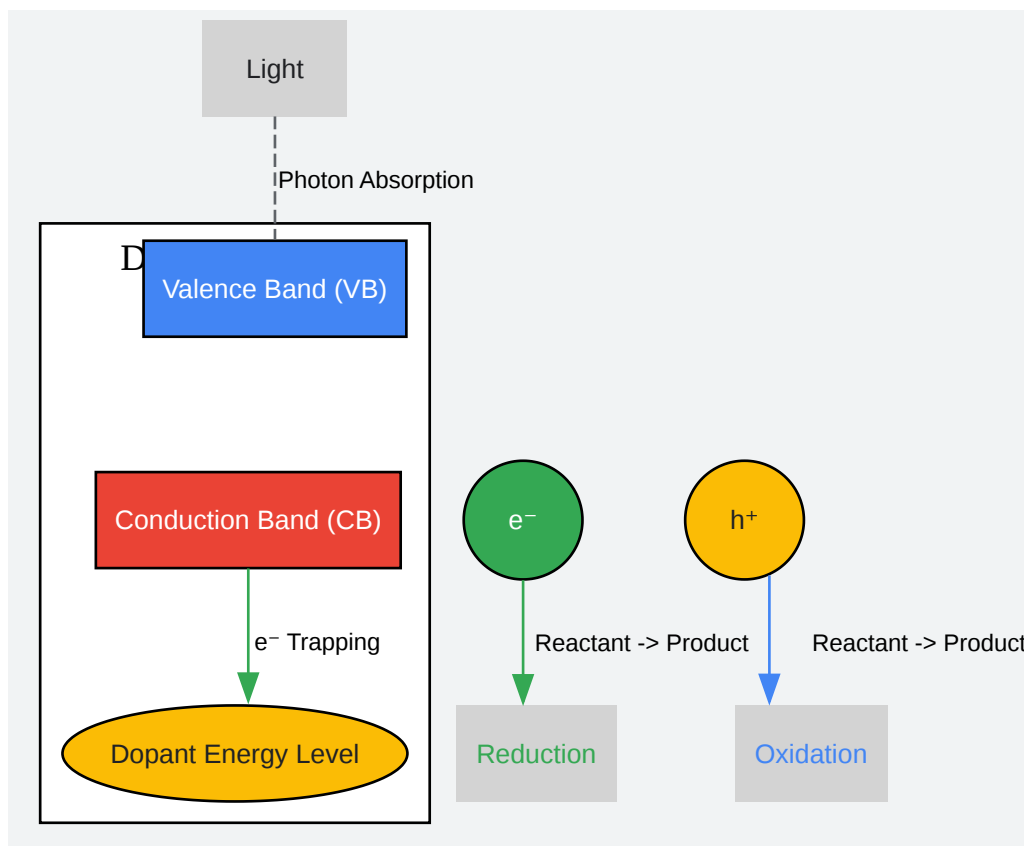 Light
Photon Absorption
D
Valence Band (VB)
Conduction Band (CB)
e⁻
h⁺
e⁻ Trapping
Reactant -> Product
Reactant -> Product
Dopant Energy Level
Reduction
Oxidation